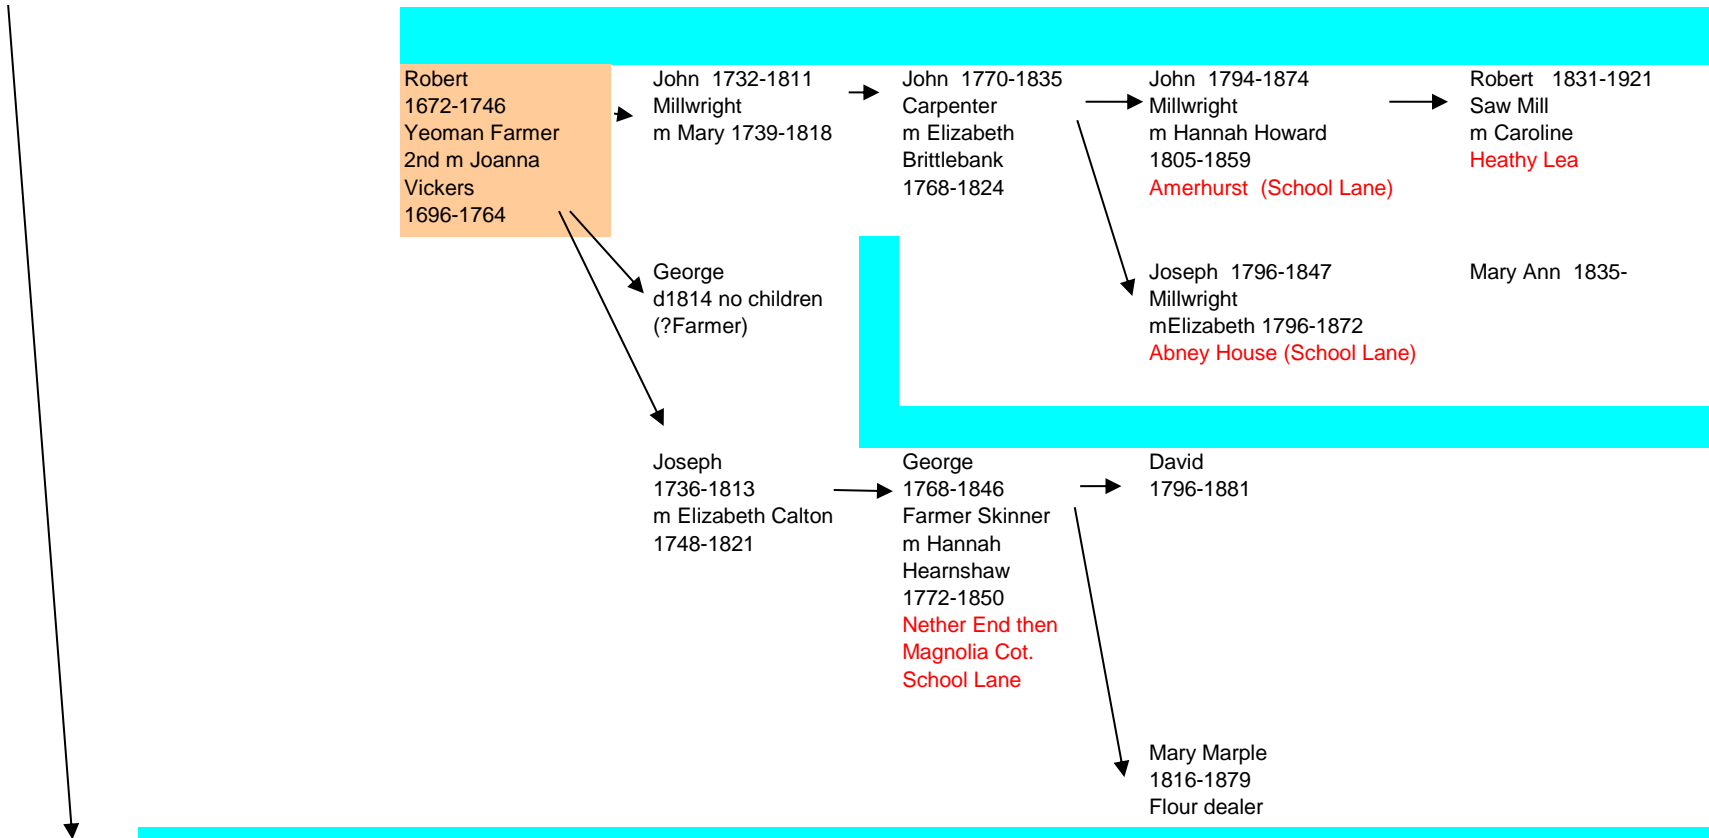 Robert
1672-1746
Yeoman Farmer
2nd m Joanna
Vickers
1696-1764
John 1732-1811
Millwright
m Mary 1739-1818
John 1770-1835
Carpenter
m Elizabeth
Brittlebank
1768-1824
John 1794-1874
Millwright
m Hannah Howard
1805-1859
Amerhurst (School Lane)
Robert 1831-1921
Saw Mill
m Caroline
Heathy Lea
George
d1814 no children
(?Farmer)
Joseph 1796-1847
Millwright
mElizabeth 1796-1872
Abney House (School Lane)
Mary Ann 1835-
Joseph
1736-1813
m Elizabeth Calton
1748-1821
George
1768-1846
Farmer Skinner
m Hannah
Hearnshaw
1772-1850
Nether End then
Magnolia Cot.
School Lane
David
1796-1881
Mary Marple
1816-1879
Flour dealer